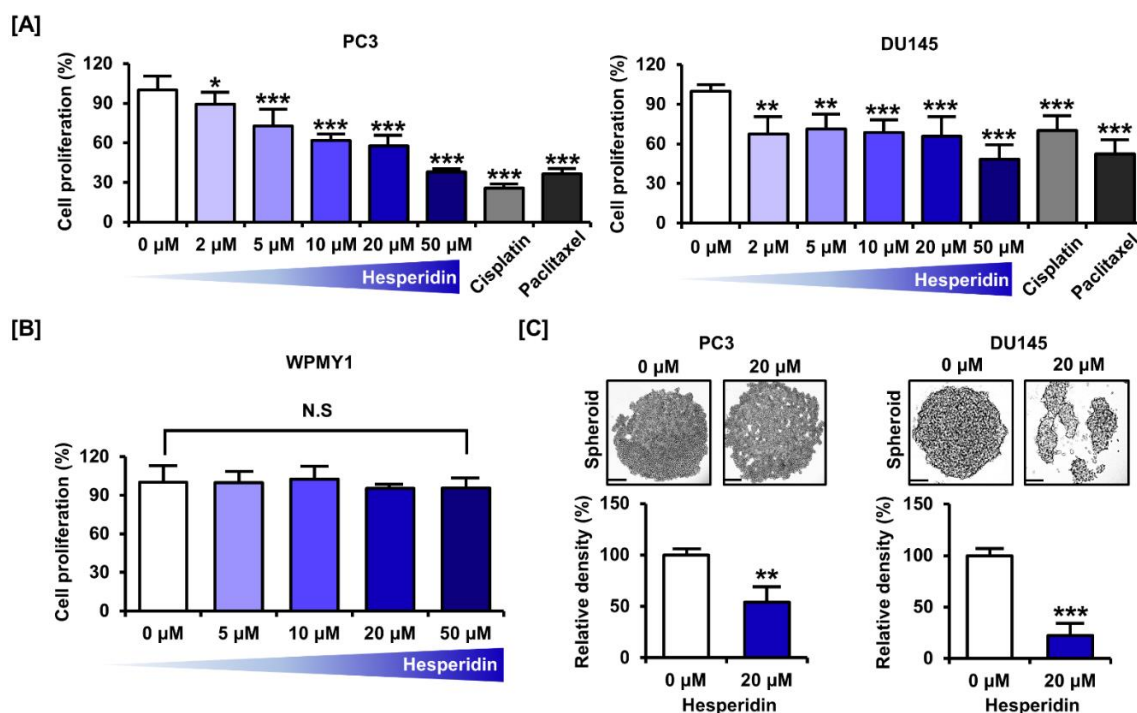 [A]
PC3
Cell proliferation (%)
120
90
60
30
0
* *** *** *** *** *** ***
0 µM 2 µM 5 µM 10 µM 20 µM 50 µM Cisplatin Paclitaxel
Hesperidin
DU145
Cell proliferation (%)
120
90
60
30
0
** ** *** *** *** *** ***
0 µM 2 µM 5 µM 10 µM 20 µM 50 µM Cisplatin Paclitaxel
Hesperidin
[B]
WPMY1
N.S
Cell proliferation (%)
120
90
60
90
0
0 µM 5 µM 10 µM 20 µM 50 µM
Hesperidin
[C]
PC3
0 µM 20 µM
Spheroid
Relative density (%)
150
100
50
0
**
0 µM 20 µM
Hesperidin
DU145
0 µM 20 µM
Spheroid
Relative density (%)
150
100
50
0
***
0 µM 20 µM
Hesperidin